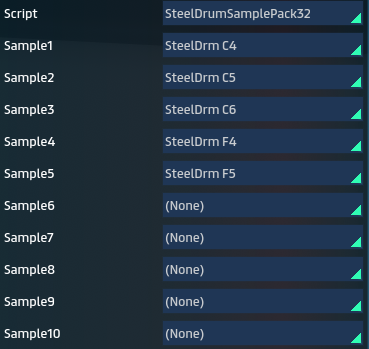 Script SteelDrumSamplePack32
Sample1 SteelDrm C4
Sample2 SteelDrm C5
Sample3 SteelDrm C6
Sample4 SteelDrm F4
Sample5 SteelDrm F5
Sample6 (None)
Sample7 (None)
Sample8 (None)
Sample9 (None)
Sample10 (None)